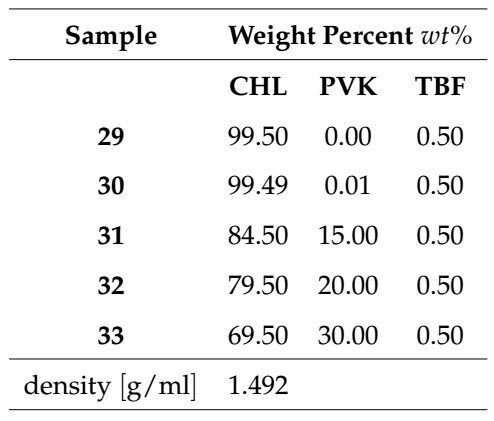 Sample Weight Percent wt%
CHL PVK TBF
29 99.50 0.00 0.50
30 99.49 0.01 0.50
31 84.50 15.00 0.50
32 79.50 20.00 0.50
33 69.50 30.00 0.50
density [g/ml] 1.492